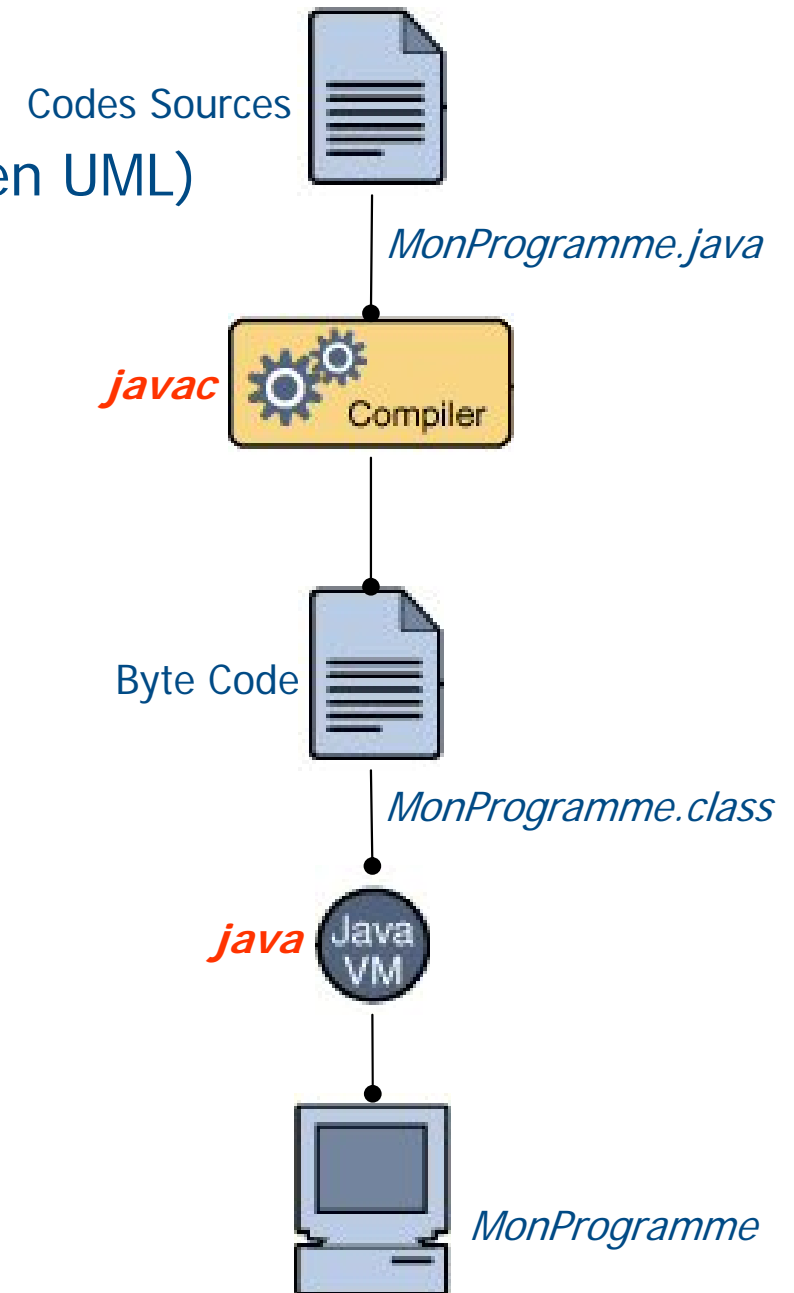 Codes Sources
en UML)
MonProgramme.java
javac
Compiler
Byte Code
MonProgramme.class
java
Java
VM
MonProgramme